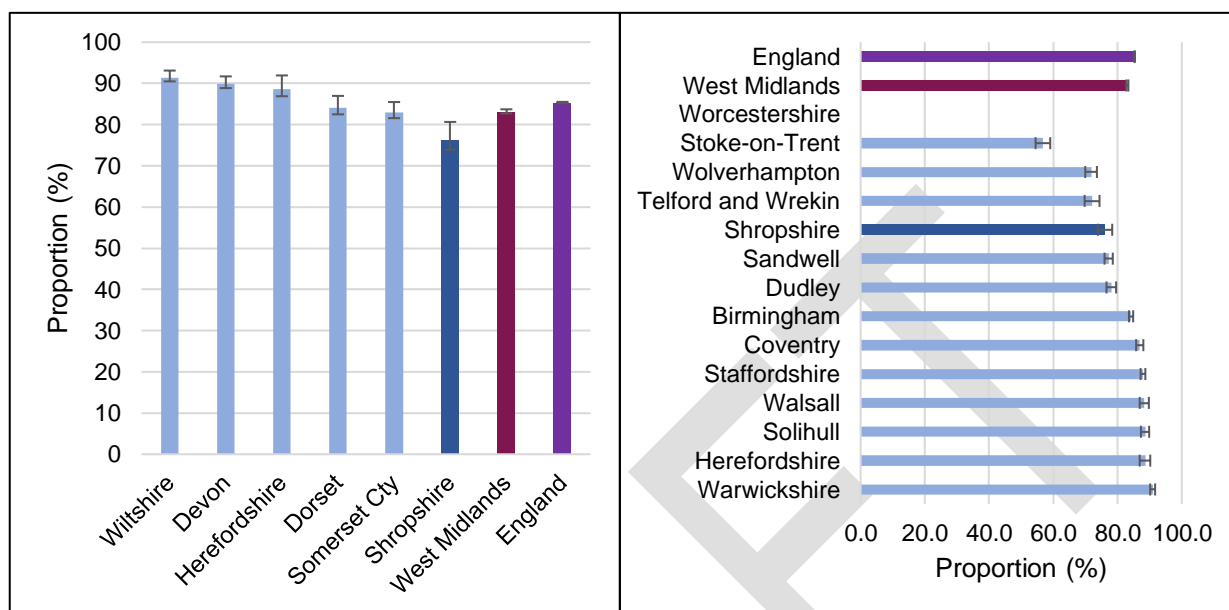 100
90
80
70
60
50
40
30
20
10
0
Proportion (%)
Wiltshire
Devon
Herefordshire
Dorset
Somerset Cty
Shropshire
West Midlands
England
England
West Midlands
Worcestershire
Stoke-on-Trent
Wolverhampton
Telford and Wrekin
Shropshire
Sandwell
Dudley
Birmingham
Coventry
Staffordshire
Walsall
Solihull
Herefordshire
Warwickshire
0.0 20.0 40.0 60.0 80.0 100.0
Proportion (%)